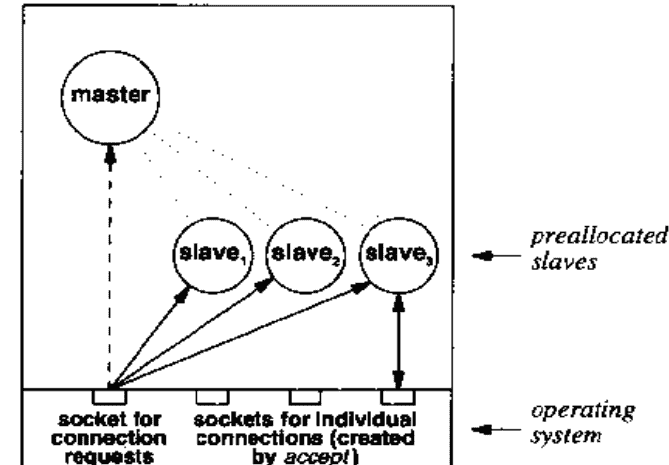 master
slave₁ slave₂ slave₃
preallocated
slaves
socket for
connection
requests
sockets for individual
connections (created
by accept)
operating
system